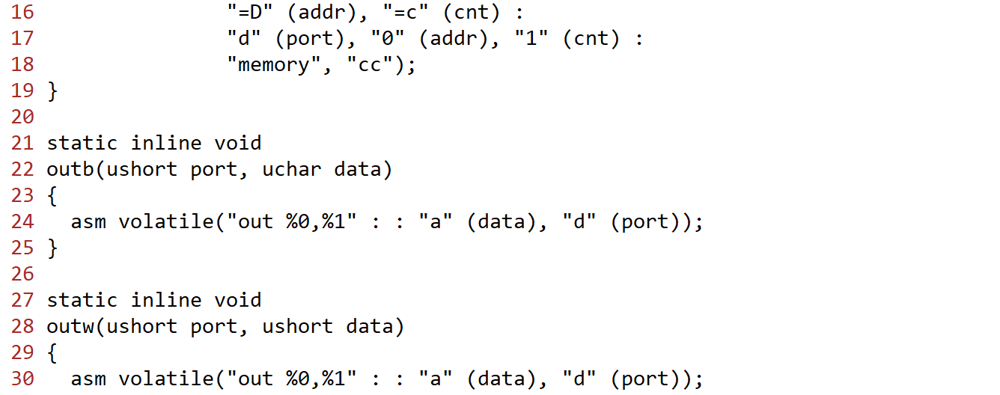 16                 "=D" (addr), "=c" (cnt) :
17                 "d" (port), "0" (addr), "1" (cnt) :
18                 "memory", "cc");
19 }
20
21 static inline void
22 outb(ushort port, uchar data)
23 {
24   asm volatile("out %0,%1" : : "a" (data), "d" (port));
25 }
26
27 static inline void
28 outw(ushort port, ushort data)
29 {
30   asm volatile("out %0,%1" : : "a" (data), "d" (port));